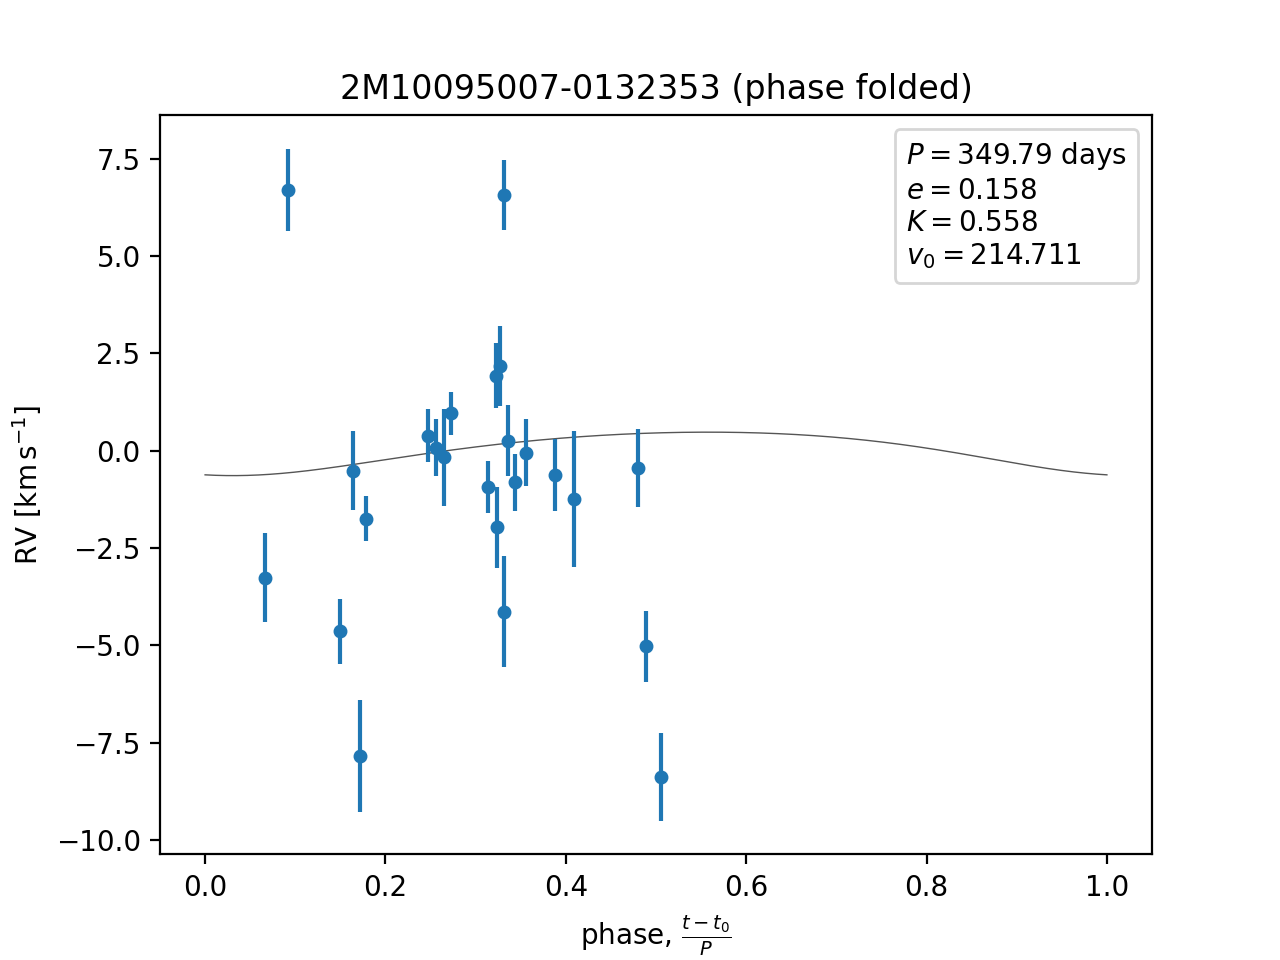 2M10095007-0132353 (phase folded)
P = 349.79 days
e = 0.158
K = 0.558
v₀ = 214.711
7.5
5.0
2.5
0.0
−2.5
−5.0
−7.5
−10.0
RV [km s⁻¹]
0.0 0.2 0.4 0.6 0.8 1.0
phase, (t − t₀)/P